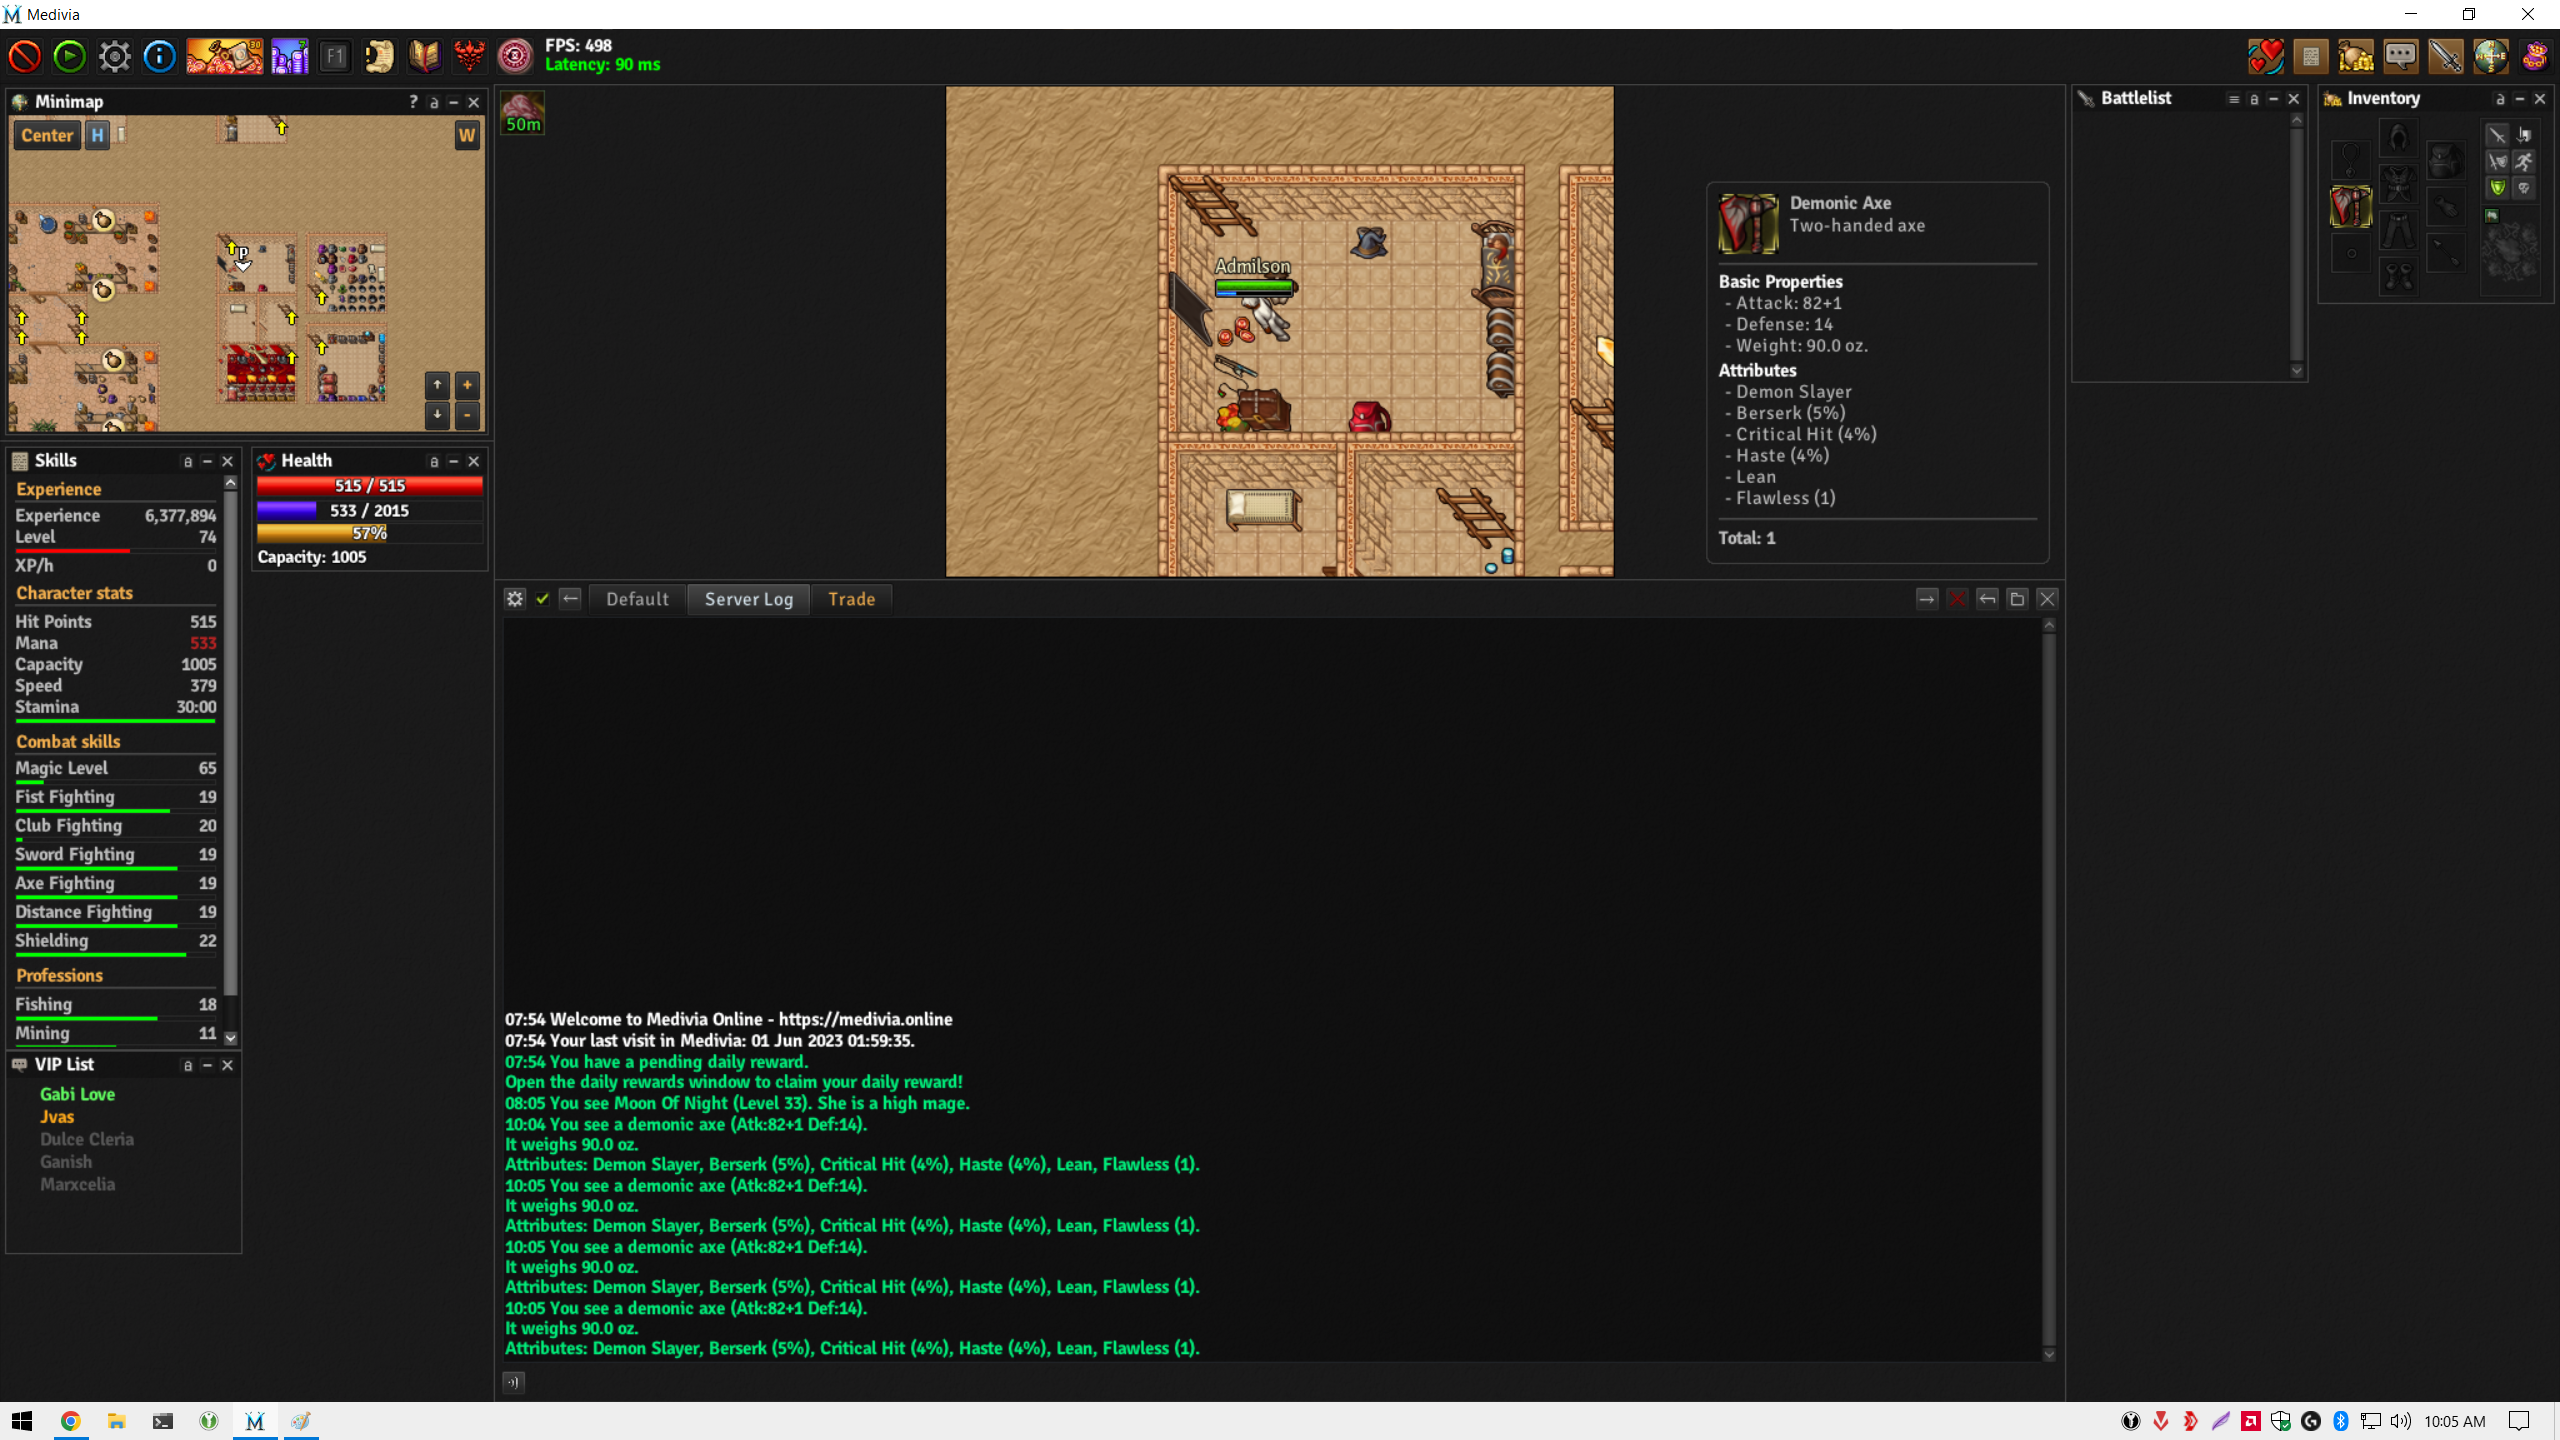 Medivia
FPS: 498
Latency: 90 ms
F1
30
7
Minimap
?
Center
H
W
P
50m
Admilson
Demonic Axe
Two-handed axe
Basic Properties
- Attack: 82+1
- Defense: 14
- Weight: 90.0 oz.
Attributes
- Demon Slayer
- Berserk (5%)
- Critical Hit (4%)
- Haste (4%)
- Lean
- Flawless (1)
Total: 1
Battlelist
Inventory
Skills
Experience
Experience 6,377,894
Level 74
XP/h 0
Character stats
Hit Points 515
Mana 533
Capacity 1005
Speed 379
Stamina 30:00
Combat skills
Magic Level 65
Fist Fighting 19
Club Fighting 20
Sword Fighting 19
Axe Fighting 19
Distance Fighting 19
Shielding 22
Professions
Fishing 18
Mining 11
Health
515 / 515
533 / 2015
57%
Capacity: 1005
VIP List
Gabi Love
Jvas
Dulce Cleria
Ganish
Marxcelia
Default Server Log Trade
07:54 Welcome to Medivia Online - https://medivia.online
07:54 Your last visit in Medivia: 01 Jun 2023 01:59:35.
07:54 You have a pending daily reward.
Open the daily rewards window to claim your daily reward!
08:05 You see Moon Of Night (Level 33). She is a high mage.
10:04 You see a demonic axe (Atk:82+1 Def:14).
It weighs 90.0 oz.
Attributes: Demon Slayer, Berserk (5%), Critical Hit (4%), Haste (4%), Lean, Flawless (1).
10:05 You see a demonic axe (Atk:82+1 Def:14).
It weighs 90.0 oz.
Attributes: Demon Slayer, Berserk (5%), Critical Hit (4%), Haste (4%), Lean, Flawless (1).
10:05 You see a demonic axe (Atk:82+1 Def:14).
It weighs 90.0 oz.
Attributes: Demon Slayer, Berserk (5%), Critical Hit (4%), Haste (4%), Lean, Flawless (1).
10:05 You see a demonic axe (Atk:82+1 Def:14).
It weighs 90.0 oz.
Attributes: Demon Slayer, Berserk (5%), Critical Hit (4%), Haste (4%), Lean, Flawless (1).
10:05 AM